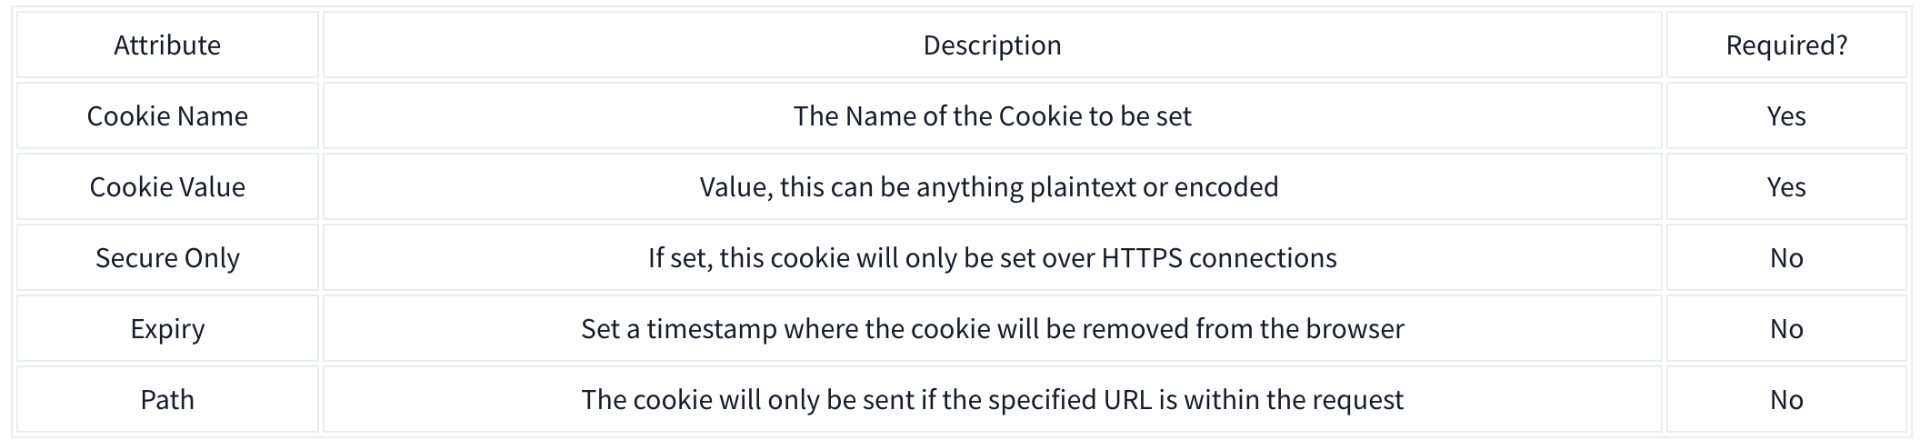 Attribute Description Required?
Cookie Name The Name of the Cookie to be set Yes
Cookie Value Value, this can be anything plaintext or encoded Yes
Secure Only If set, this cookie will only be set over HTTPS connections No
Expiry Set a timestamp where the cookie will be removed from the browser No
Path The cookie will only be sent if the specified URL is within the request No